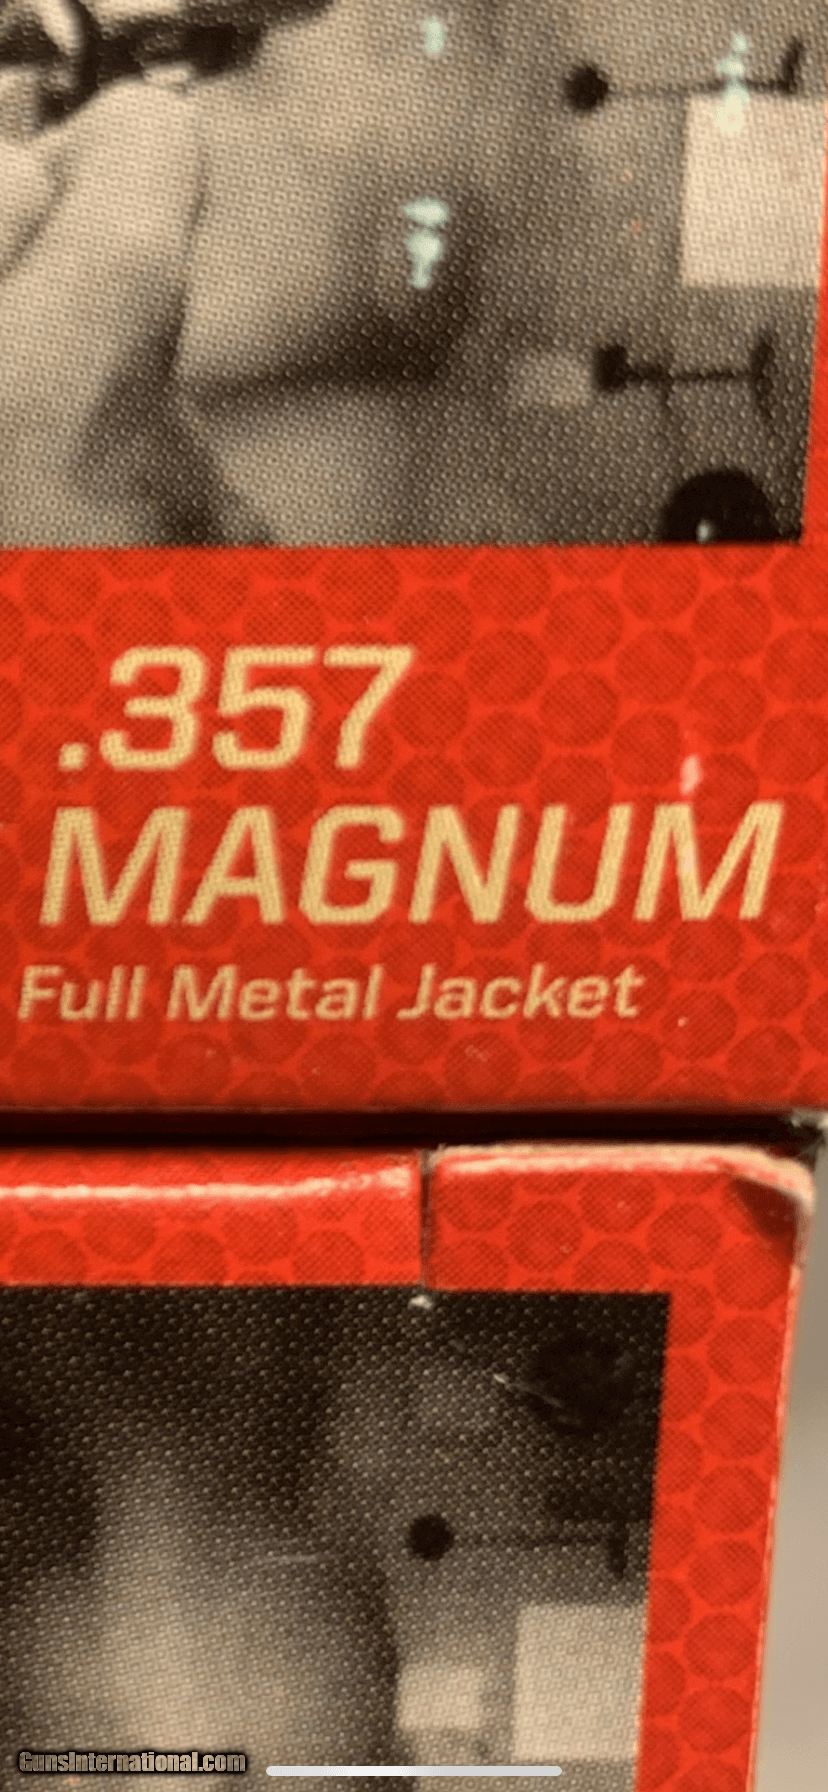 .357
MAGNUM
Full Metal Jacket
GunsInternational.com